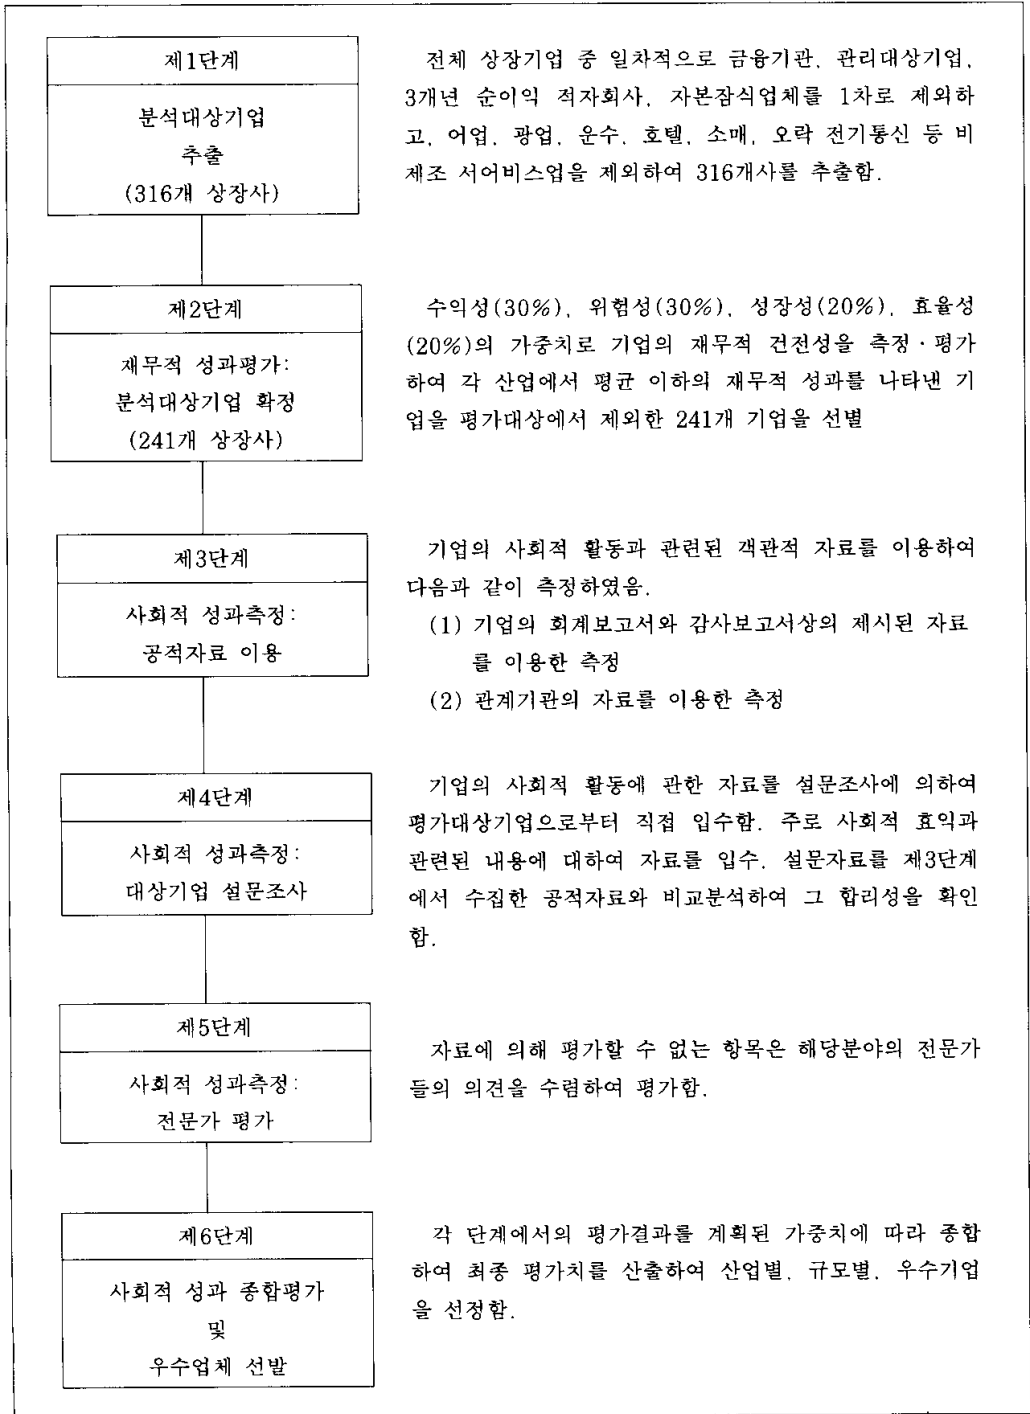 제1단계
분석대상기업
추출
(316개 상장사)
전체 상장기업 중 일차적으로 금융기관, 관리대상기업,
3개년 순이익 적자회사, 자본잠식업체를 1차로 제외하
고, 어업, 광업, 운수, 호텔, 소매, 오락 전기통신 등 비
제조 서어비스업을 제외하여 316개사를 추출함.
제2단계
재무적 성과평가:
분석대상기업 확정
(241개 상장사)
수익성(30%), 위험성(30%), 성장성(20%), 효율성
(20%)의 가중치로 기업의 재무적 건전성을 측정·평가
하여 각 산업에서 평균 이하의 재무적 성과를 나타낸 기
업을 평가대상에서 제외한 241개 기업을 선별
제3단계
사회적 성과측정:
공적자료 이용
기업의 사회적 활동과 관련된 객관적 자료를 이용하여
다음과 같이 측정하였음.
(1) 기업의 회계보고서와 감사보고서상의 제시된 자료
를 이용한 측정
(2) 관계기관의 자료를 이용한 측정
제4단계
사회적 성과측정:
대상기업 설문조사
기업의 사회적 활동에 관한 자료를 설문조사에 의하여
평가대상기업으로부터 직접 입수함. 주로 사회적 효익과
관련된 내용에 대하여 자료를 입수. 설문자료를 제3단계
에서 수집한 공적자료와 비교분석하여 그 합리성을 확인
함.
제5단계
사회적 성과측정:
전문가 평가
자료에 의해 평가할 수 없는 항목은 해당분야의 전문가
들의 의견을 수렴하여 평가함.
제6단계
사회적 성과 종합평가
및
우수업체 선발
각 단계에서의 평가결과를 계획된 가중치에 따라 종합
하여 최종 평가치를 산출하여 산업별, 규모별, 우수기업
을 선정함.